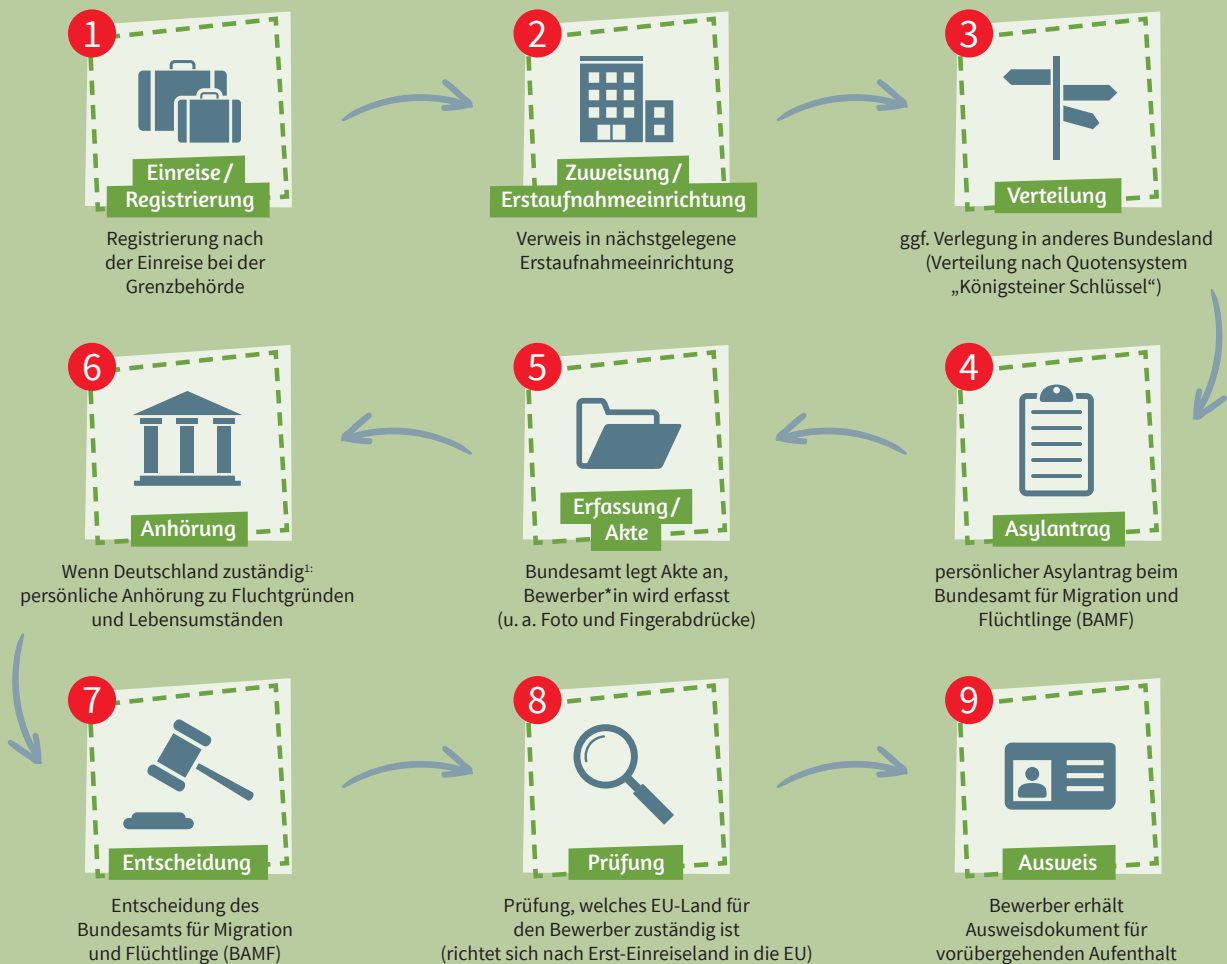 1
Einreise/
Registrierung
Registrierung nach
der Einreise bei der
Grenzbehörde
2
Zuweisung/
Erstaufnahmeeinrichtung
Verweis in nächstgelegene
Erstaufnahmeeinrichtung
3
Verteilung
ggf. Verlegung in anderes Bundesland
(Verteilung nach Quotensystem
„Königsteiner Schlüssel“)
4
Asylantrag
persönlicher Asylantrag beim
Bundesamt für Migration und
Flüchtlinge (BAMF)
5
Erfassung/
Akte
Bundesamt legt Akte an,
Bewerber*in wird erfasst
(u. a. Foto und Fingerabdrücke)
6
Anhörung
Wenn Deutschland zuständig¹:
persönliche Anhörung zu Fluchtgründen
und Lebensumständen
7
Entscheidung
Entscheidung des
Bundesamts für Migration
und Flüchtlinge (BAMF)
8
Prüfung
Prüfung, welches EU-Land für
den Bewerber zuständig ist
(richtet sich nach Erst-Einreiseland in die EU)
9
Ausweis
Bewerber erhält
Ausweisdokument für
vorübergehenden Aufenthalt